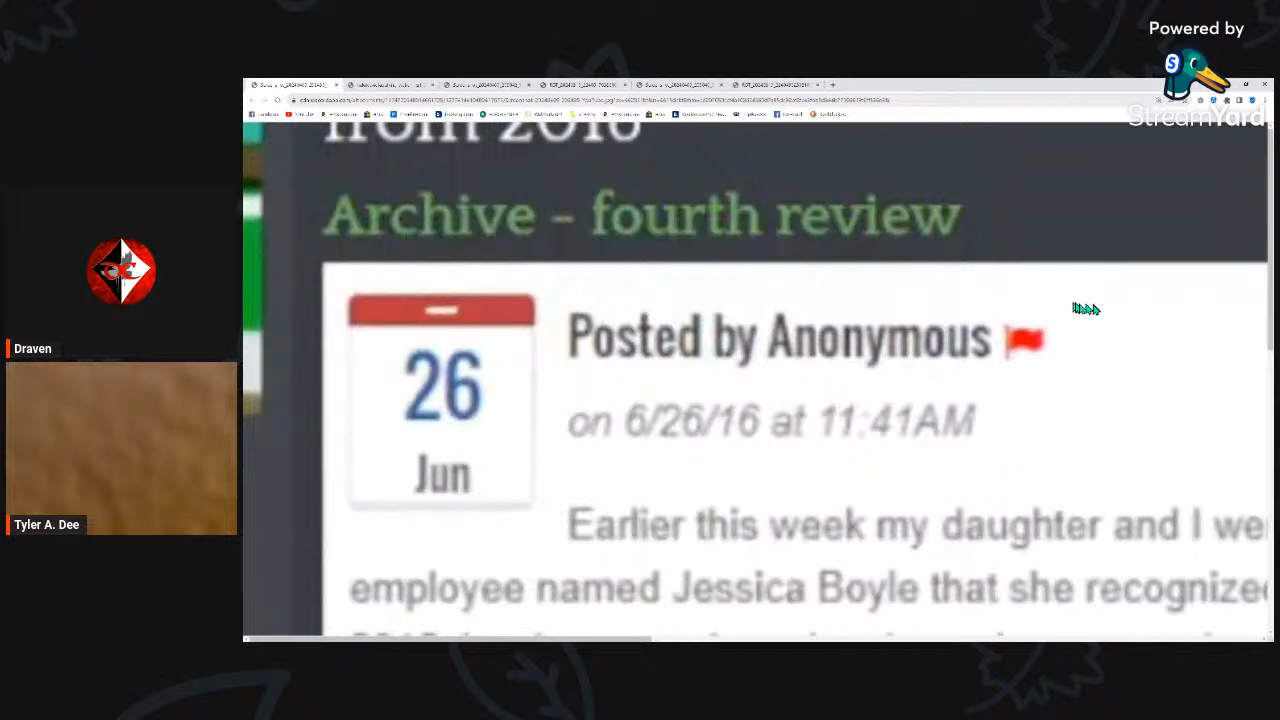 Powered by
StreamYard
from 2016
Archive - fourth review
26
Jun
Posted by Anonymous
on 6/26/16 at 11:41AM
Earlier this week my daughter and I we
employee named Jessica Boyle that she recognized
Draven
Tyler A. Dee